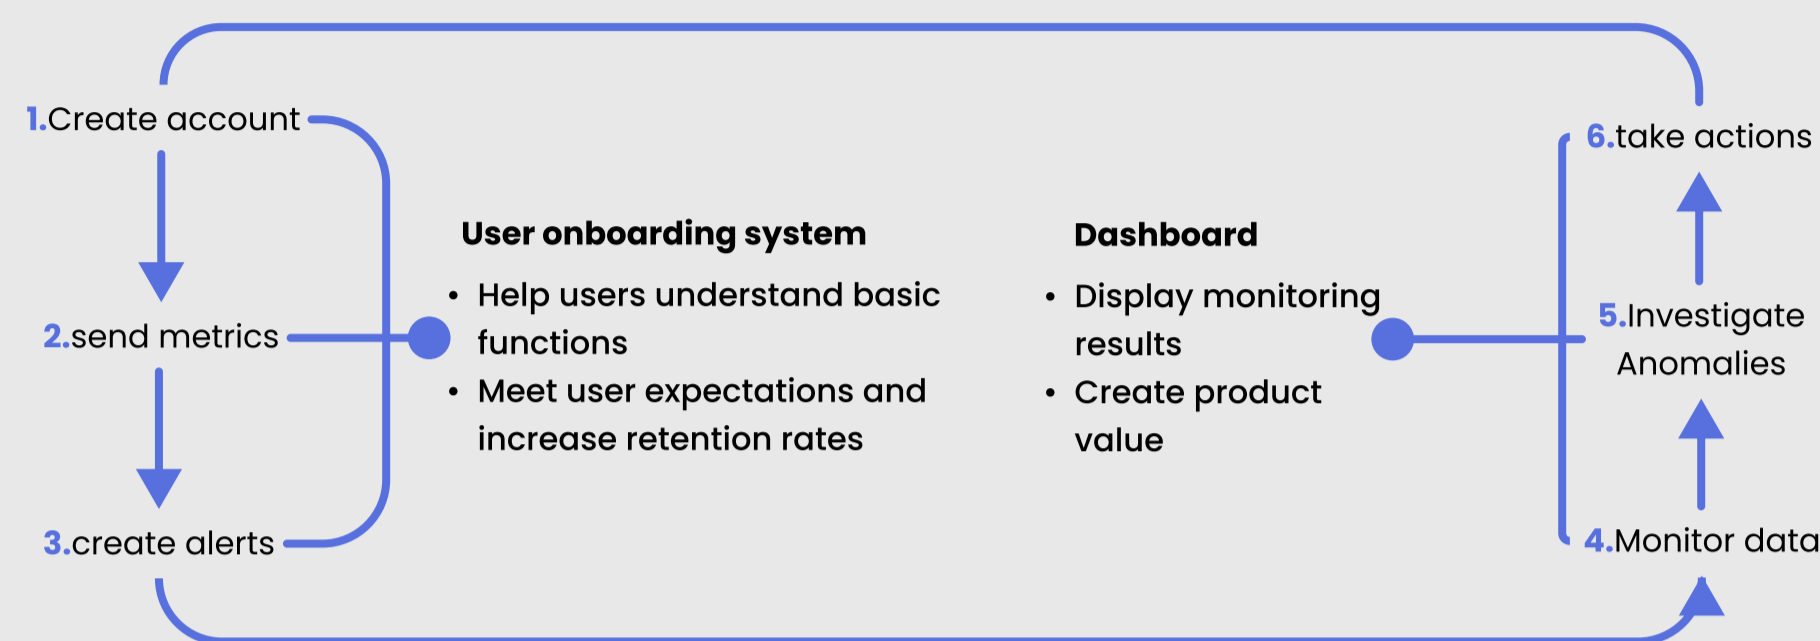 1.Create account
2.send metrics
3.create alerts
User onboarding system
• Help users understand basic
functions
• Meet user expectations and
increase retention rates
Dashboard
• Display monitoring
results
• Create product
value
6.take actions
5.Investigate
Anomalies
4.Monitor data